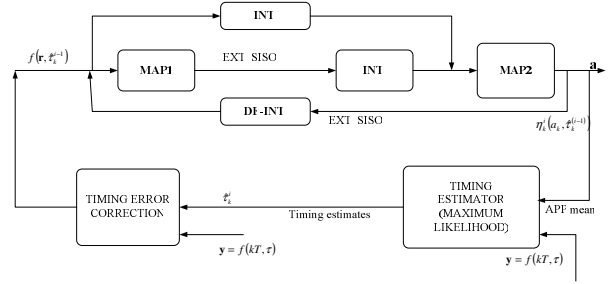 INT
f(r, τ̂_k^{i-1})
EXT SISO
MAP1
INT
MAP2
a
DE-INT
EXT SISO
η_k^i(a_k, τ̂_k^{(i-1)})
TIMING ERROR
CORRECTION
τ̂_k^i
Timing estimates
TIMING
ESTIMATOR
(MAXIMUM
LIKELIHOOD)
APP mean
y = f(kT, τ)
y = f(kT, τ)